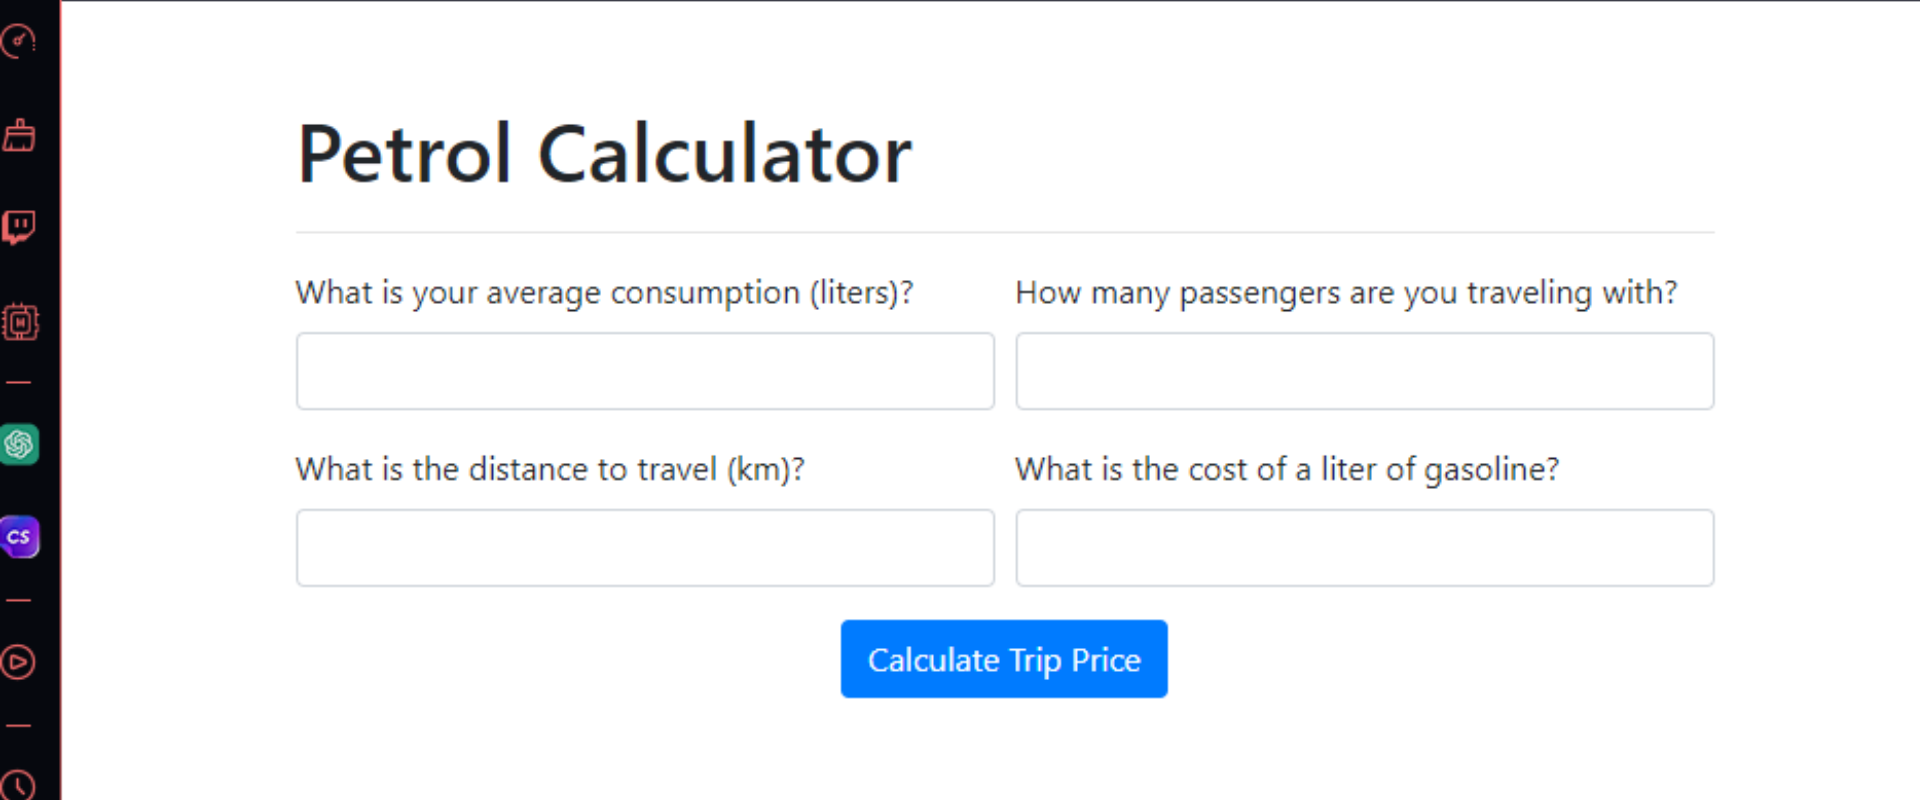 Petrol Calculator
What is your average consumption (liters)?
How many passengers are you traveling with?
What is the distance to travel (km)?
What is the cost of a liter of gasoline?
Calculate Trip Price
CS